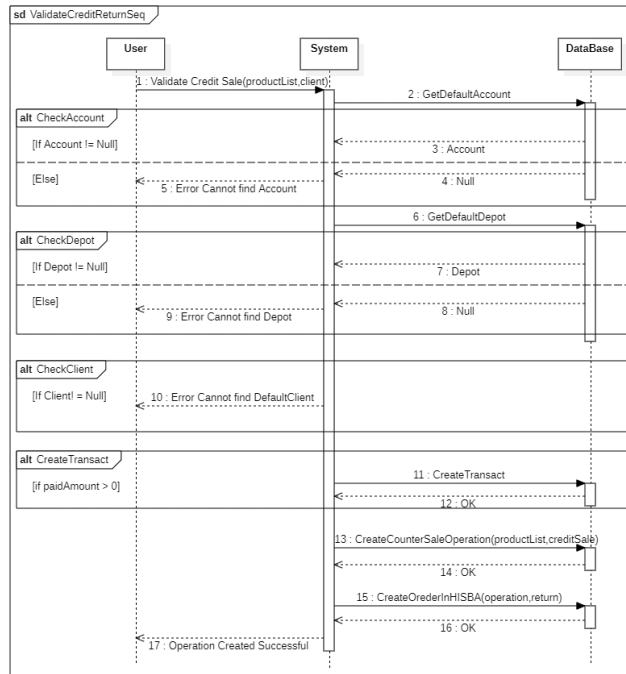 sd ValidateCreditReturnSeq
User
System
DataBase
1 : Validate Credit Sale(productList,client)
2 : GetDefaultAccount
alt CheckAccount
[If Account != Null]
3 : Account
[Else]
4 : Null
5 : Error Cannot find Account
6 : GetDefaultDepot
alt CheckDepot
[If Depot != Null]
7 : Depot
[Else]
8 : Null
9 : Error Cannot find Depot
alt CheckClient
[If Client! = Null]
10 : Error Cannot find DefaultClient
alt CreateTransact
11 : CreateTransact
[if paidAmount > 0]
12 : OK
13 : CreateCounterSaleOperation(productList,creditSale)
14 : OK
15 : CreateOrederInHISBA(operation,return)
16 : OK
17 : Operation Created Successful